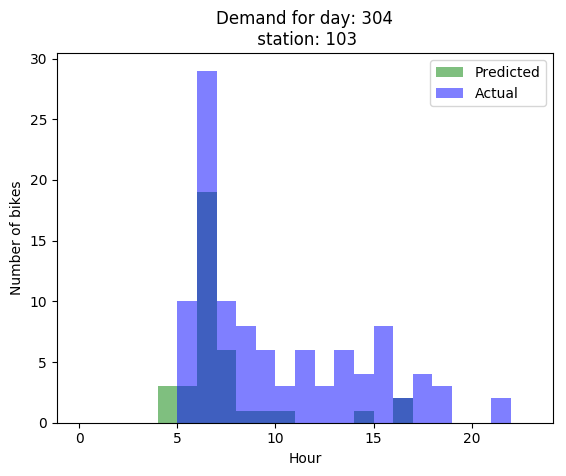 Demand for day: 304
station: 103
Predicted
Actual
Number of bikes
30
25
20
15
10
5
0
0 5 10 15 20
Hour